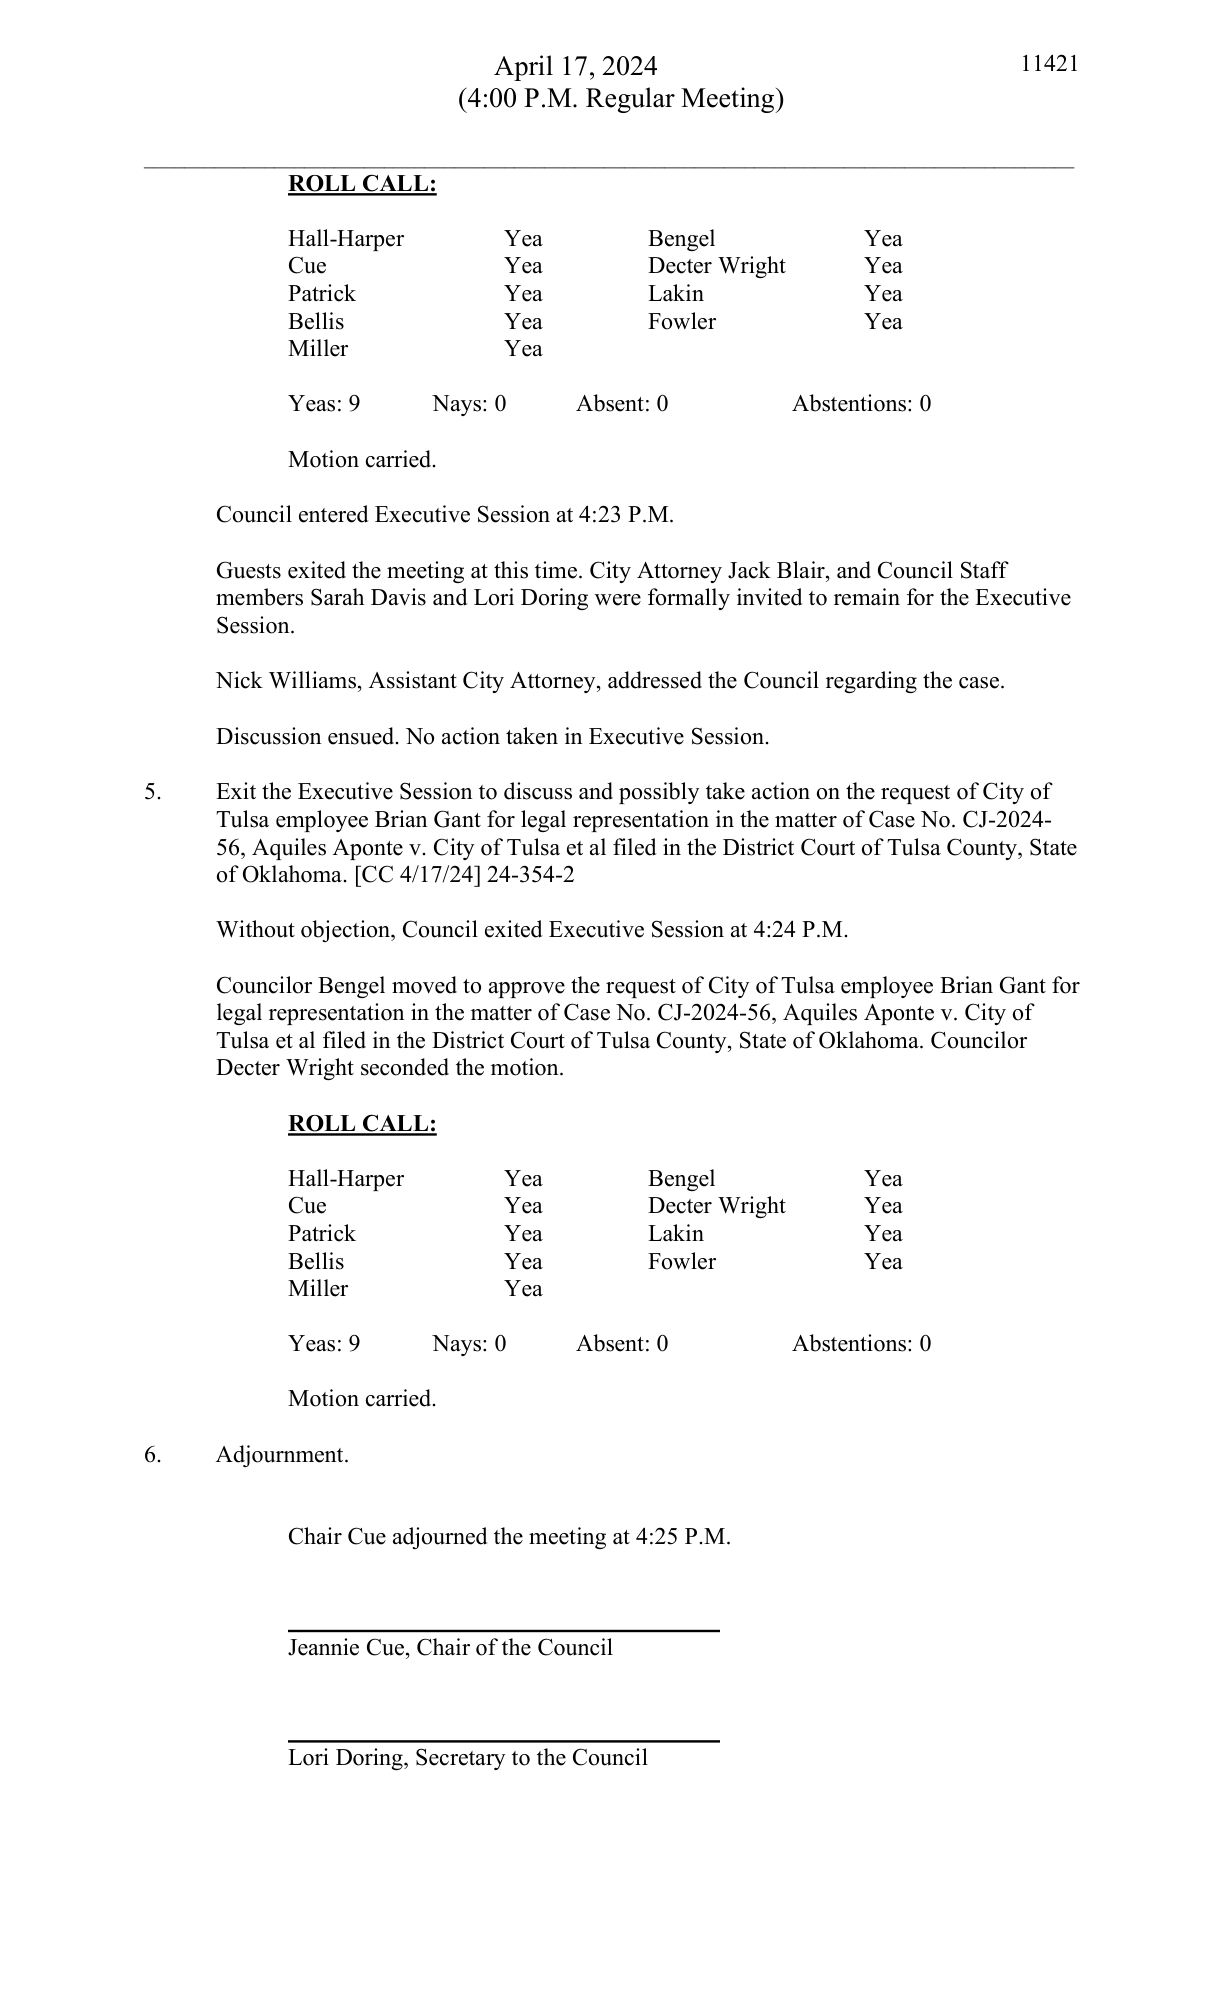 April 17, 2024 11421
(4:00 P.M. Regular Meeting)
ROLL CALL:
Hall-Harper Yea Bengel Yea
Cue Yea Decter Wright Yea
Patrick Yea Lakin Yea
Bellis Yea Fowler Yea
Miller Yea
Yeas: 9 Nays: 0 Absent: 0 Abstentions: 0
Motion carried.
Council entered Executive Session at 4:23 P.M.
Guests exited the meeting at this time. City Attorney Jack Blair, and Council Staff
members Sarah Davis and Lori Doring were formally invited to remain for the Executive
Session.
Nick Williams, Assistant City Attorney, addressed the Council regarding the case.
Discussion ensued. No action taken in Executive Session.
5. Exit the Executive Session to discuss and possibly take action on the request of City of
Tulsa employee Brian Gant for legal representation in the matter of Case No. CJ-2024-
56, Aquiles Aponte v. City of Tulsa et al filed in the District Court of Tulsa County, State
of Oklahoma. [CC 4/17/24] 24-354-2
Without objection, Council exited Executive Session at 4:24 P.M.
Councilor Bengel moved to approve the request of City of Tulsa employee Brian Gant for
legal representation in the matter of Case No. CJ-2024-56, Aquiles Aponte v. City of
Tulsa et al filed in the District Court of Tulsa County, State of Oklahoma. Councilor
Decter Wright seconded the motion.
ROLL CALL:
Hall-Harper Yea Bengel Yea
Cue Yea Decter Wright Yea
Patrick Yea Lakin Yea
Bellis Yea Fowler Yea
Miller Yea
Yeas: 9 Nays: 0 Absent: 0 Abstentions: 0
Motion carried.
6. Adjournment.
Chair Cue adjourned the meeting at 4:25 P.M.
Jeannie Cue, Chair of the Council
Lori Doring, Secretary to the Council